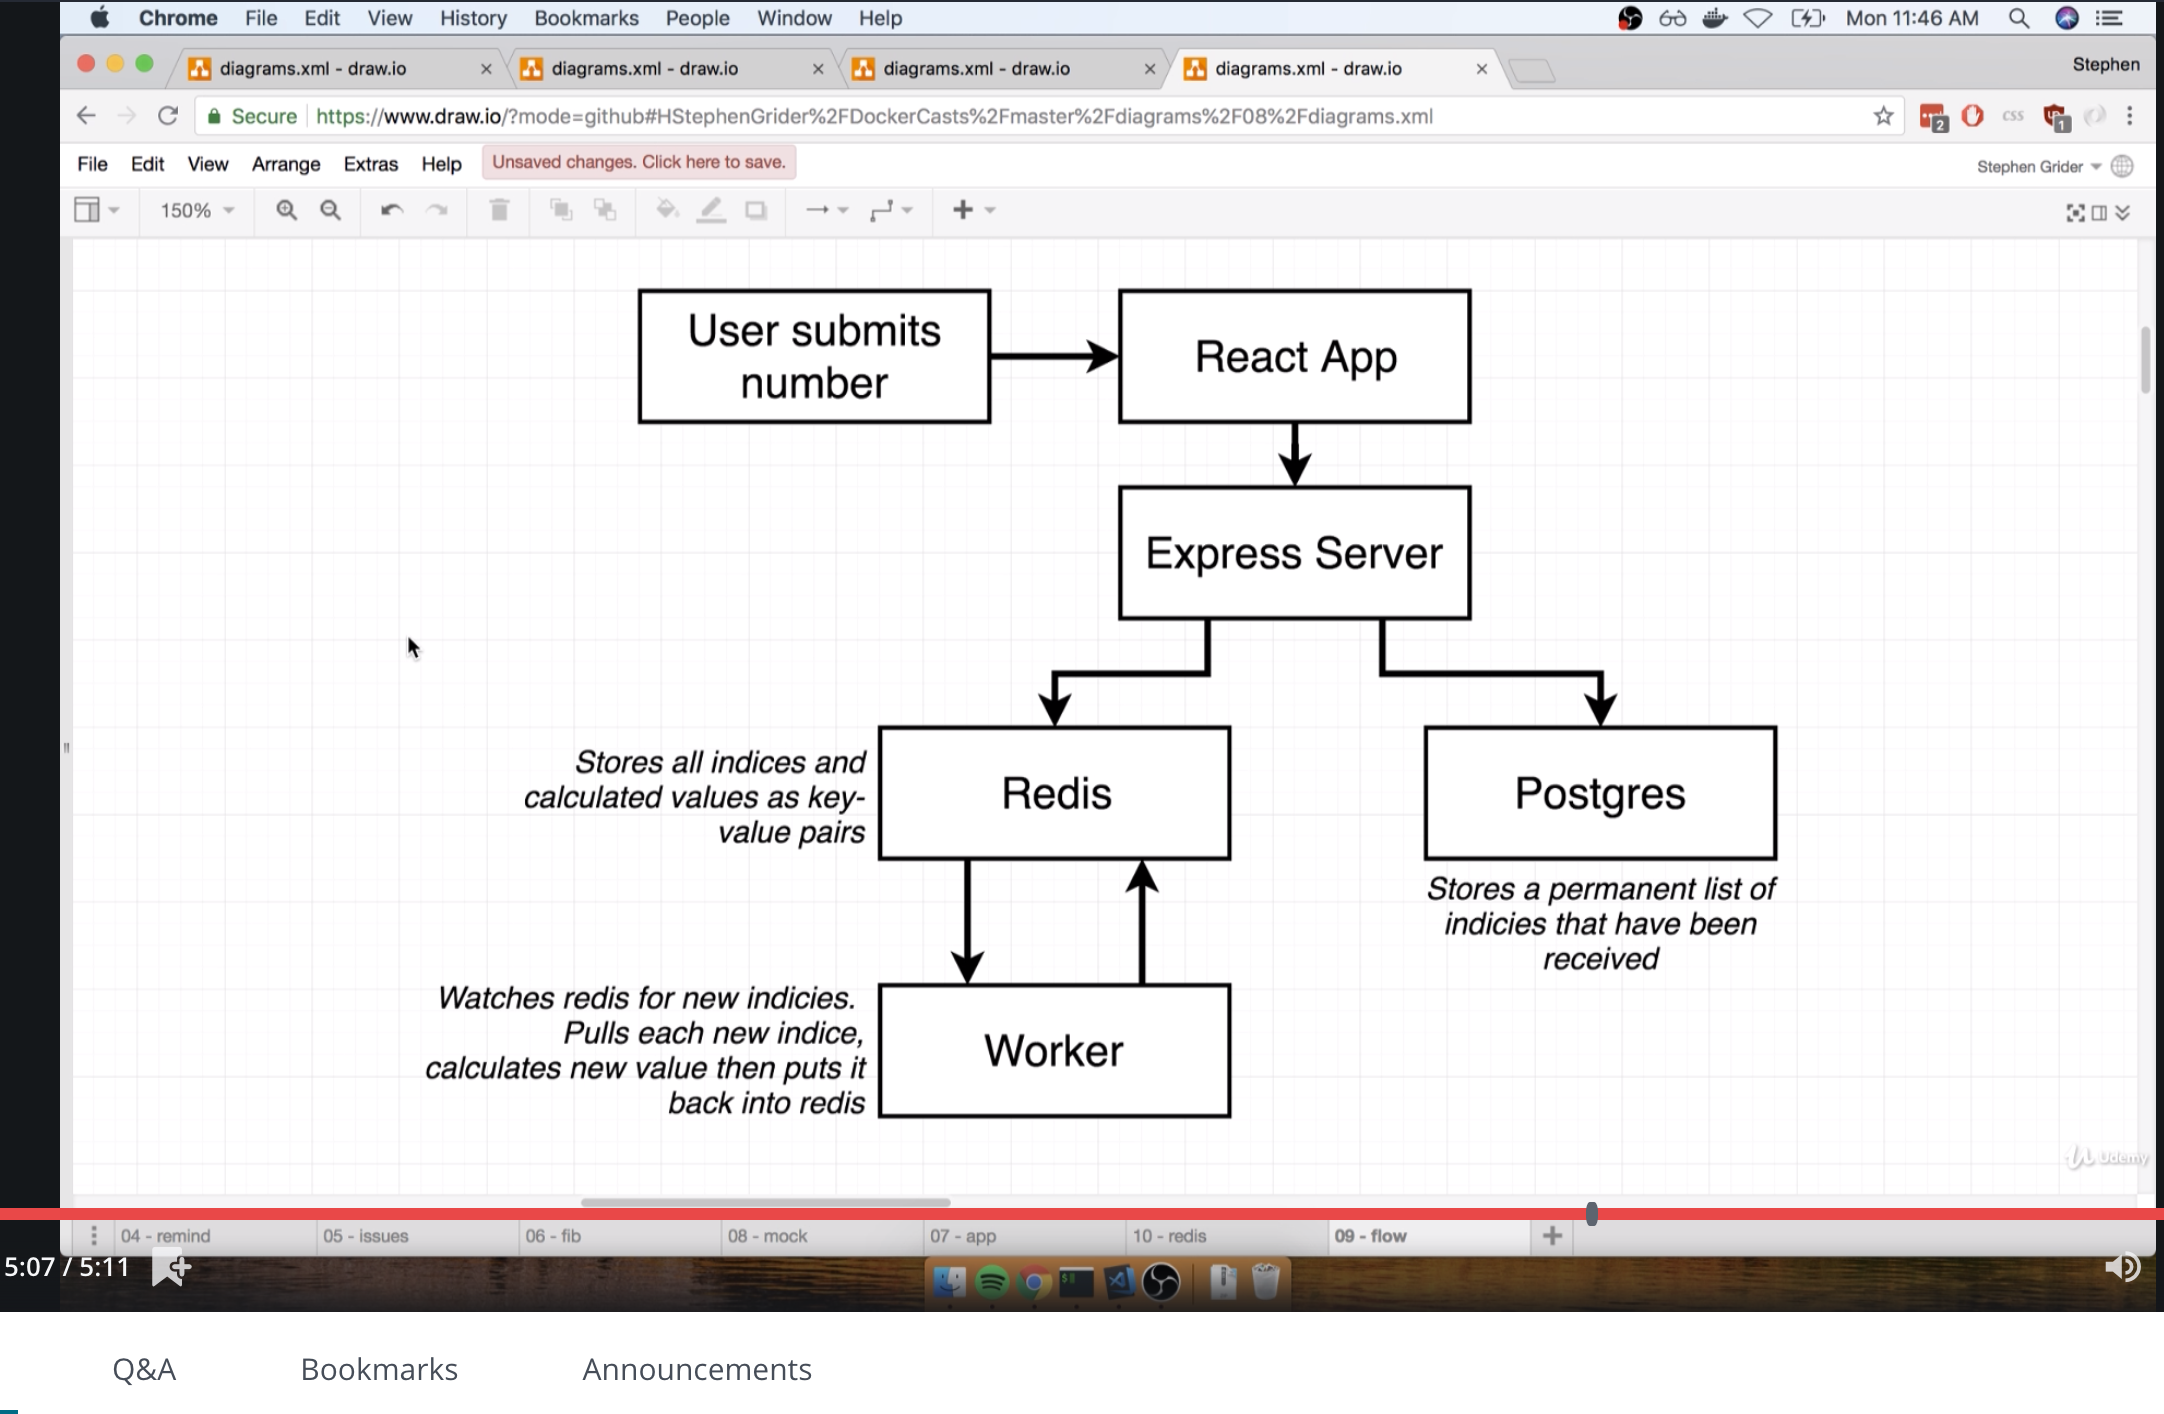 Chrome File Edit View History Bookmarks People Window Help Mon 11:46 AM
diagrams.xml - draw.io diagrams.xml - draw.io diagrams.xml - draw.io diagrams.xml - draw.io Stephen
Secure https://www.draw.io/?mode=github#HStephenGrider%2FDockerCasts%2Fmaster%2Fdiagrams%2F08%2Fdiagrams.xml 2 CSS 1
File Edit View Arrange Extras Help Unsaved changes. Click here to save. Stephen Grider
150%
User submits
number
React App
Express Server
Stores all indices and
calculated values as key-
value pairs
Redis
Postgres
Stores a permanent list of
indicies that have been
received
Watches redis for new indicies.
Pulls each new indice,
calculates new value then puts it
back into redis
Worker
Udemy
04 - remind 05 - issues 06 - fib 08 - mock 07 - app 10 - redis 09 - flow
5:07 / 5:11
Q&A Bookmarks Announcements